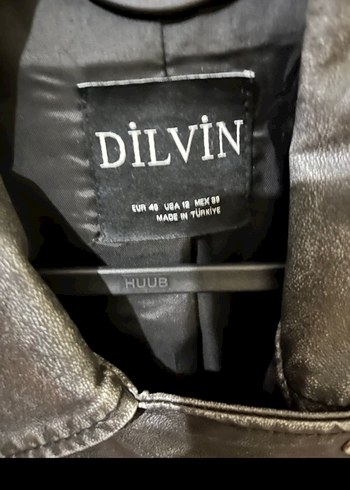 DİLVİN
EUR 46 USA 18 MEX 38
MADE IN TÜRKİYE
HUUB